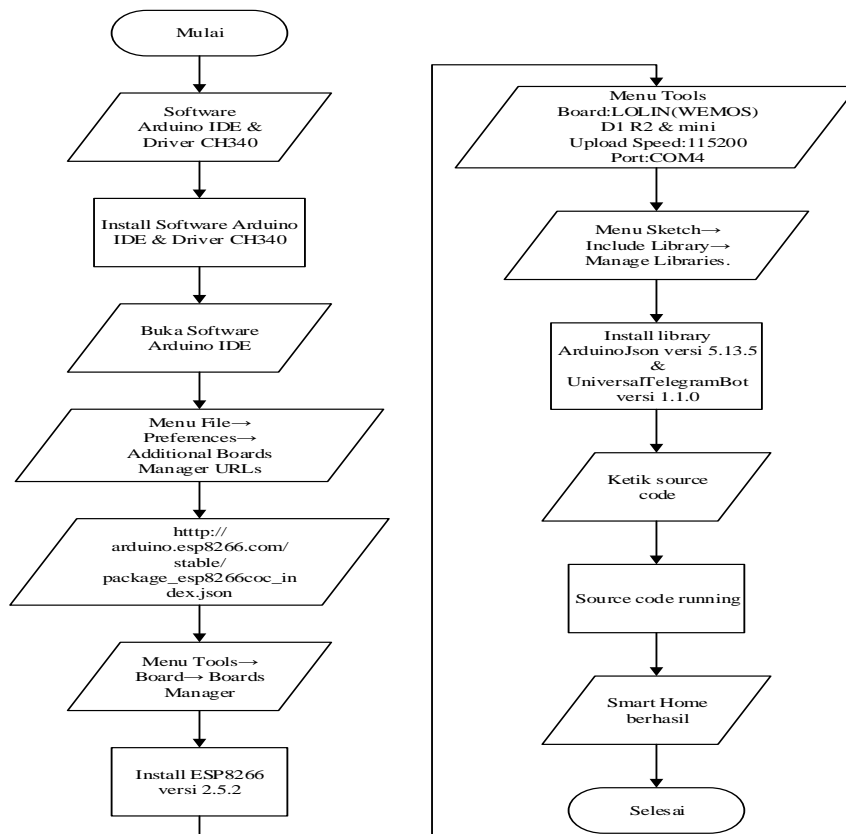 Mulai
Software
Arduino IDE &
Driver CH340
Install Software Arduino
IDE & Driver CH340
Buka Software
Arduino IDE
Menu File→
Preferences→
Additional Boards
Manager URLs
htttp://
arduino.esp8266.com/
stable/
package_esp8266coc_in
dex.json
Menu Tools→
Board→ Boards
Manager
Install ESP8266
versi 2.5.2
Menu Tools
Board:LOLIN(WEMOS)
D1 R2 & mini
Upload Speed:115200
Port:COM4
Menu Sketch→
Include Library→
Manage Libraries.
Install library
ArduinoJson versi 5.13.5
&
UniversalTelegramBot
versi 1.1.0
Ketik source
code
Source code running
Smart Home
berhasil
Selesai